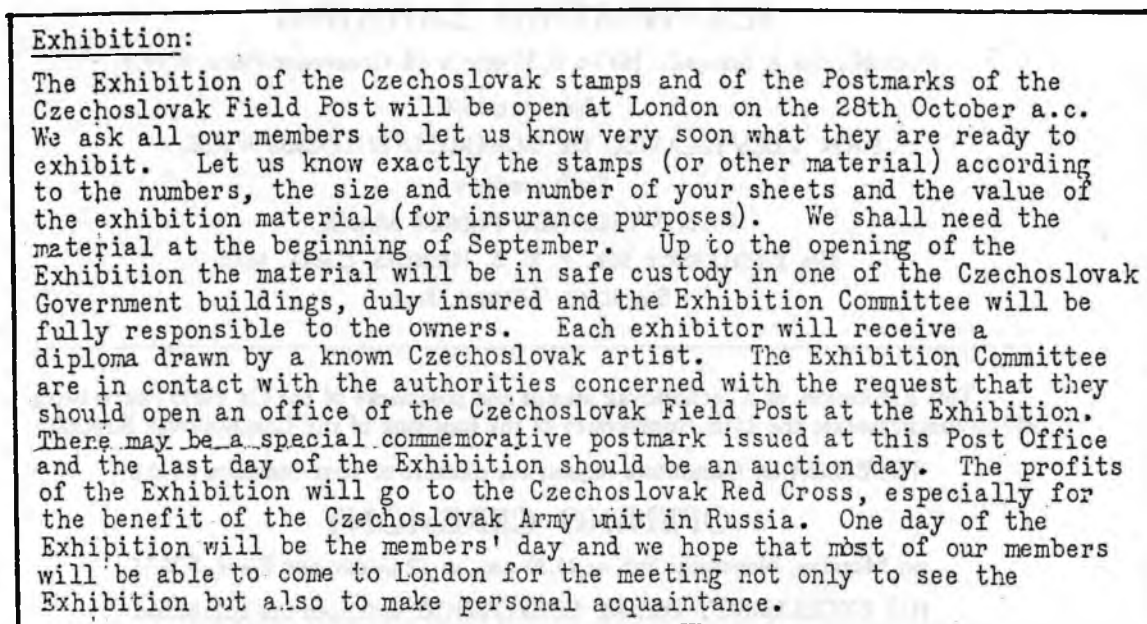 Exhibition:
The Exhibition of the Czechoslovak stamps and of the Postmarks of the
Czechoslovak Field Post will be open at London on the 28th October a.c.
We ask all our members to let us know very soon what they are ready to
exhibit. Let us know exactly the stamps (or other material) according
to the numbers, the size and the number of your sheets and the value of
the exhibition material (for insurance purposes). We shall need the
material at the beginning of September. Up to the opening of the
Exhibition the material will be in safe custody in one of the Czechoslovak
Government buildings, duly insured and the Exhibition Committee will be
fully responsible to the owners. Each exhibitor will receive a
diploma drawn by a known Czechoslovak artist. The Exhibition Committee
are in contact with the authorities concerned with the request that they
should open an office of the Czechoslovak Field Post at the Exhibition.
There may be a special commemorative postmark issued at this Post Office
and the last day of the Exhibition should be an auction day. The profits
of the Exhibition will go to the Czechoslovak Red Cross, especially for
the benefit of the Czechoslovak Army unit in Russia. One day of the
Exhibition will be the members' day and we hope that most of our members
will be able to come to London for the meeting not only to see the
Exhibition but also to make personal acquaintance.